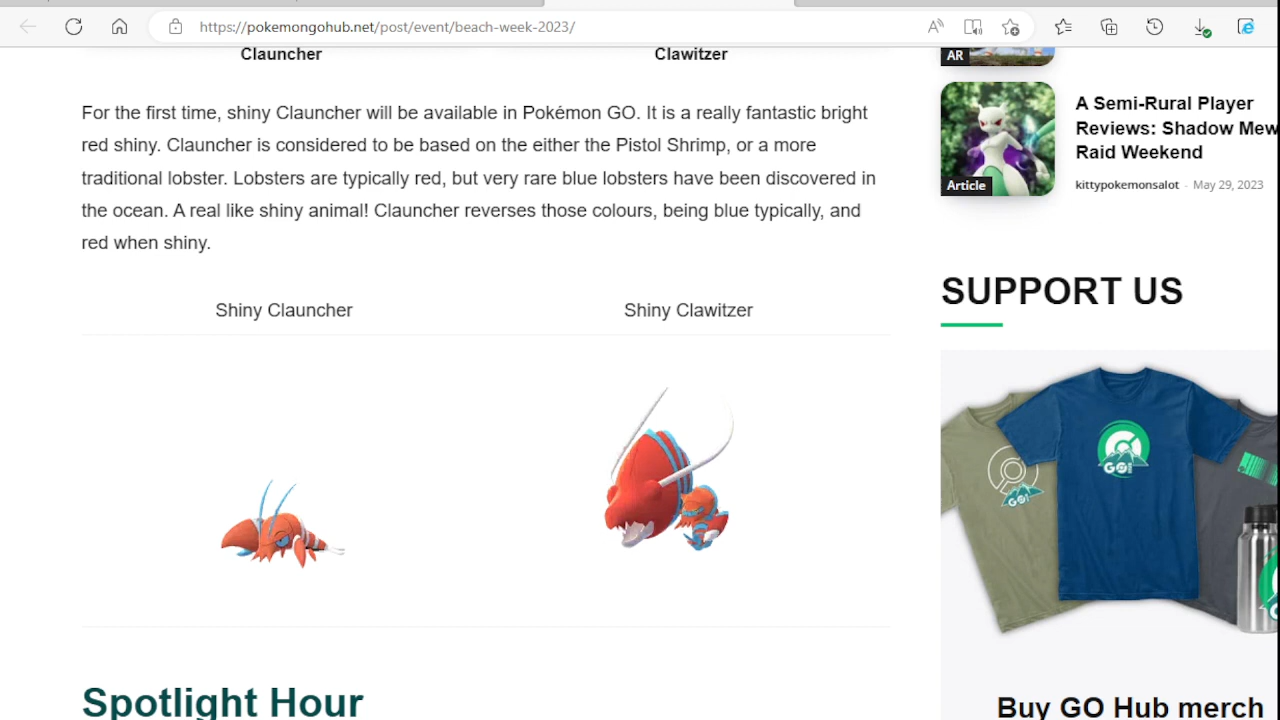 https://pokemongohub.net/post/event/beach-week-2023/
Clauncher
Clawitzer
For the first time, shiny Clauncher will be available in Pokémon GO. It is a really fantastic bright
red shiny. Clauncher is considered to be based on the either the Pistol Shrimp, or a more
traditional lobster. Lobsters are typically red, but very rare blue lobsters have been discovered in
the ocean. A real like shiny animal! Clauncher reverses those colours, being blue typically, and
red when shiny.
Shiny Clauncher
Shiny Clawitzer
Spotlight Hour
AR
Article
A Semi-Rural Player
Reviews: Shadow Mew
Raid Weekend
kittypokemonsalot - May 29, 2023
SUPPORT US
GO!
GO!
Buy GO Hub merch